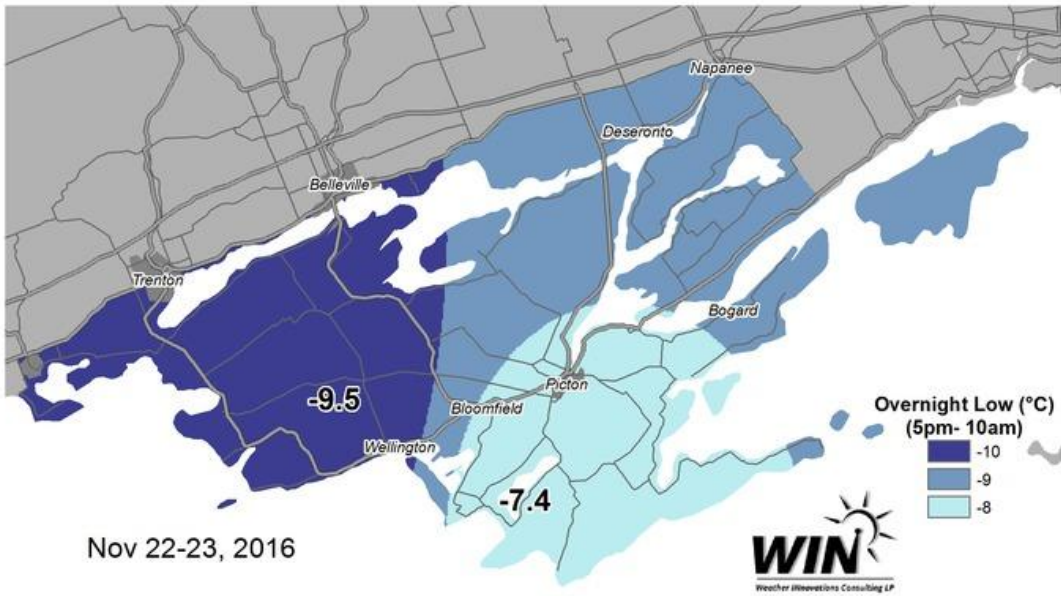 Napanee
Deseronto
Belleville
Trenton
Bogard
Picton
-9.5
Bloomfield
Wellington
-7.4
Overnight Low (°C)
(5pm- 10am)
-10
-9
-8
Nov 22-23, 2016
WIN
Weather INnovations Consulting LP